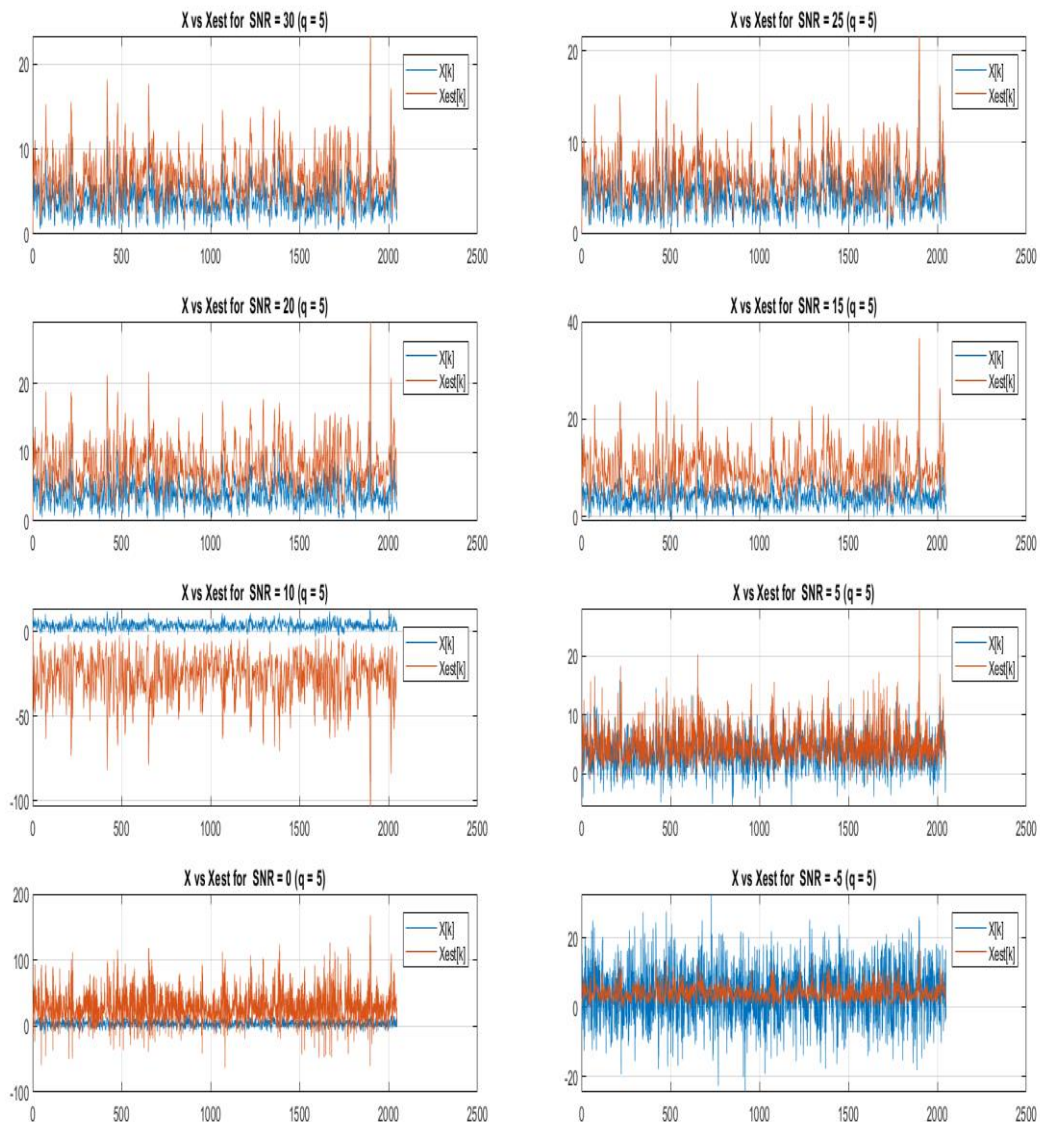 X vs Xest for SNR = 30 (q = 5)
X[k]
Xest[k]
20
10
0
0 500 1000 1500 2000 2500
X vs Xest for SNR = 25 (q = 5)
X[k]
Xest[k]
20
10
0
0 500 1000 1500 2000 2500
X vs Xest for SNR = 20 (q = 5)
X[k]
Xest[k]
20
10
0
0 500 1000 1500 2000 2500
X vs Xest for SNR = 15 (q = 5)
X[k]
Xest[k]
40
20
0
0 500 1000 1500 2000 2500
X vs Xest for SNR = 10 (q = 5)
X[k]
Xest[k]
0
-50
-100
0 500 1000 1500 2000 2500
X vs Xest for SNR = 5 (q = 5)
X[k]
Xest[k]
20
10
0
0 500 1000 1500 2000 2500
X vs Xest for SNR = 0 (q = 5)
X[k]
Xest[k]
200
100
0
-100
0 500 1000 1500 2000 2500
X vs Xest for SNR = -5 (q = 5)
X[k]
Xest[k]
20
0
-20
0 500 1000 1500 2000 2500